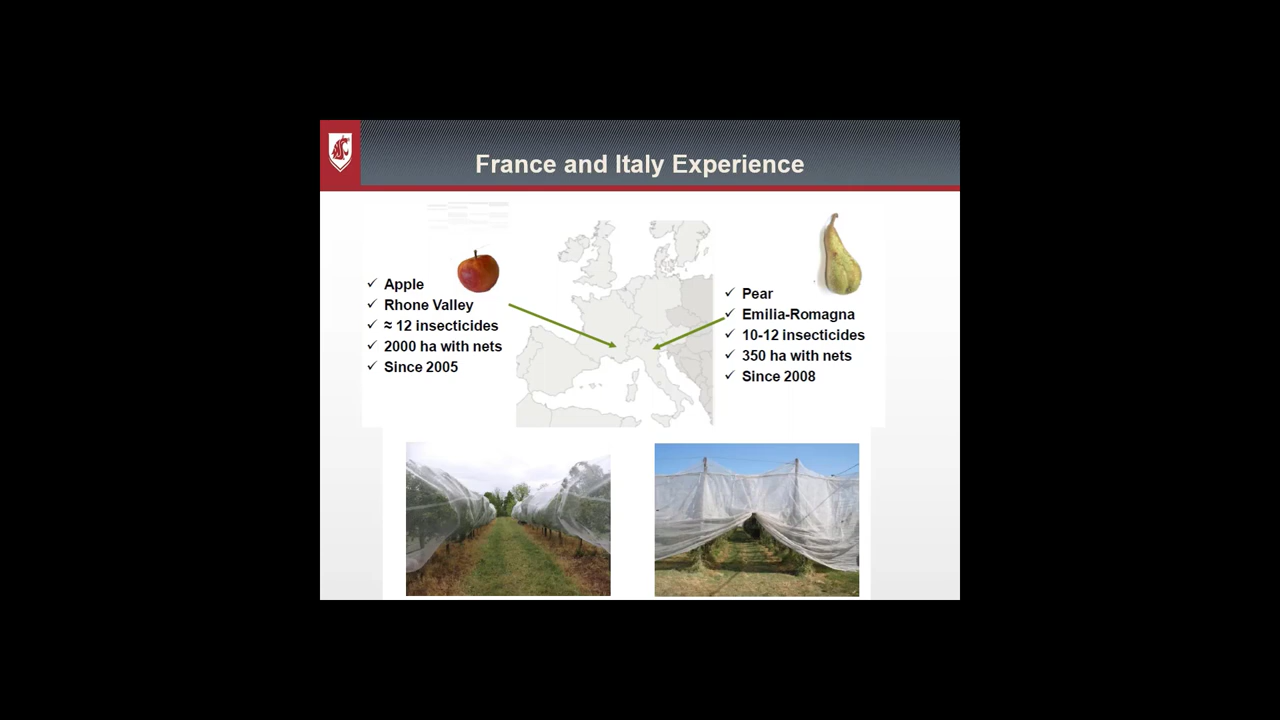 France and Italy Experience
✓ Apple
✓ Rhone Valley
✓ ≈ 12 insecticides
✓ 2000 ha with nets
✓ Since 2005
✓ Pear
✓ Emilia-Romagna
✓ 10-12 insecticides
✓ 350 ha with nets
✓ Since 2008